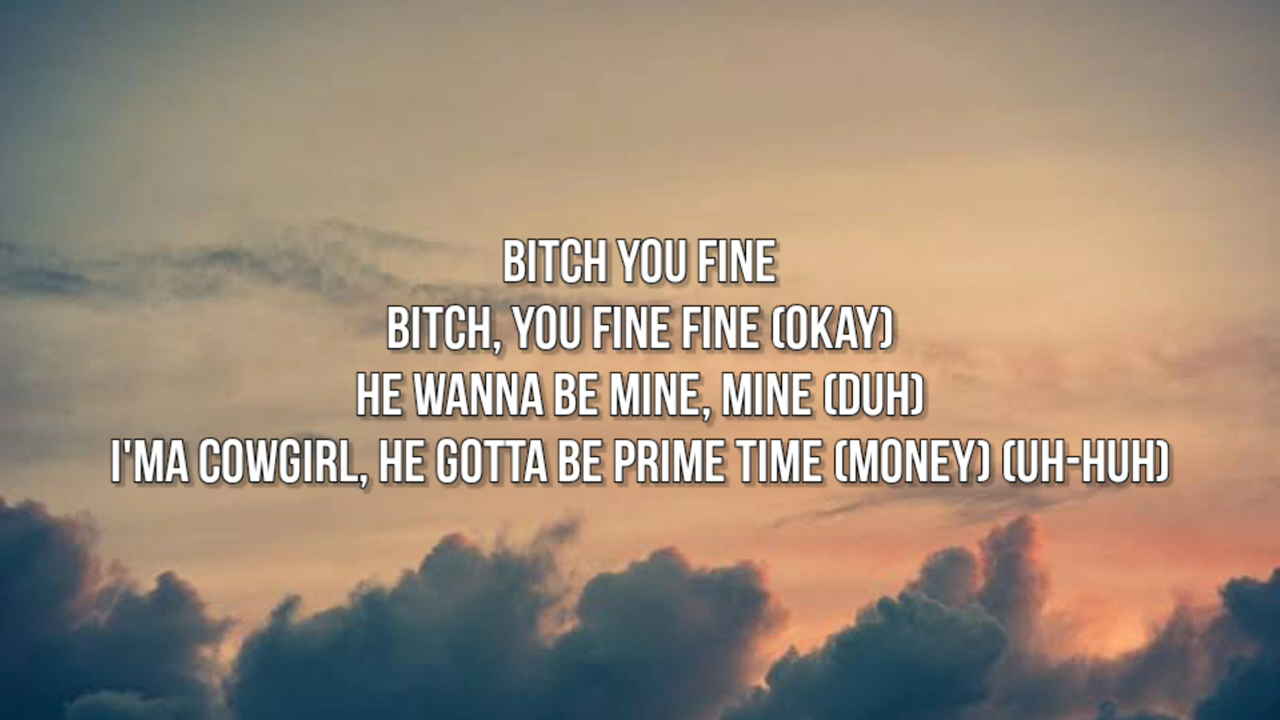 BITCH YOU FINE
BITCH, YOU FINE FINE (OKAY)
HE WANNA BE MINE, MINE (DUH)
I'MA COWGIRL, HE GOTTA BE PRIME TIME (MONEY) (UH-HUH)